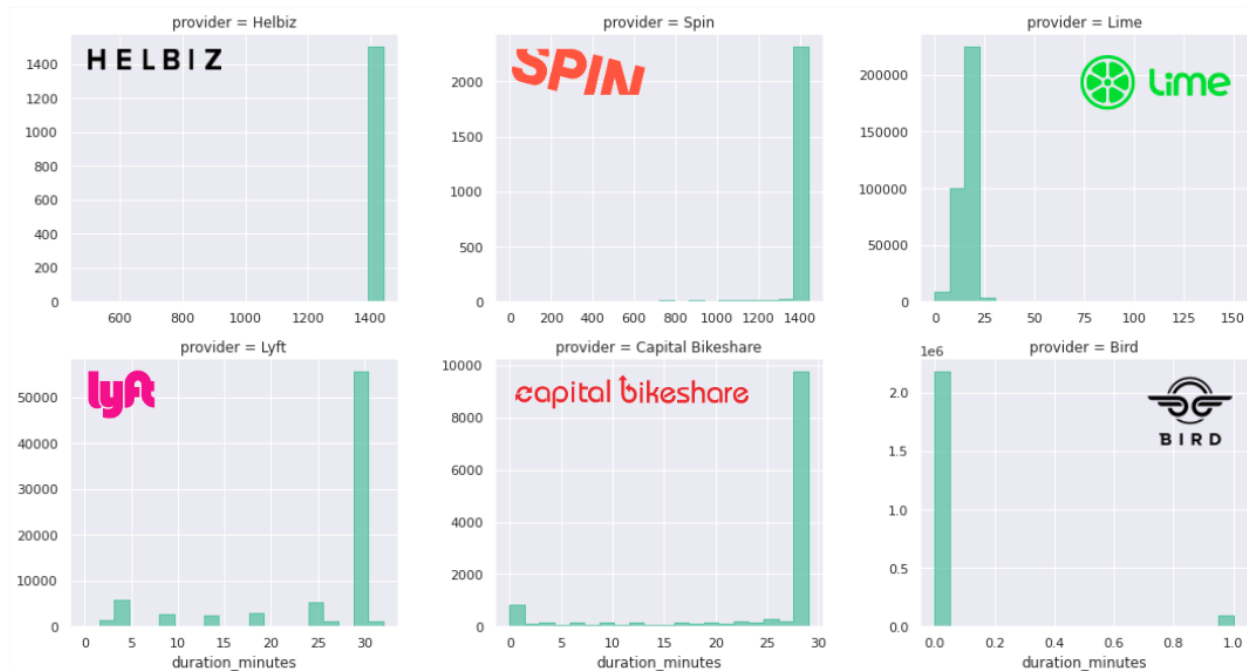 provider = Helbiz
HELBIZ
1400
1200
1000
800
600
400
200
0
600 800 1000 1200 1400
provider = Spin
SPIN
2000
1500
1000
500
0
0 200 400 600 800 1000 1200 1400
provider = Lime
Lime
200000
150000
100000
50000
0
0 25 50 75 100 125 150
provider = Lyft
lyft
50000
40000
30000
20000
10000
0
0 5 10 15 20 25 30
duration_minutes
provider = Capital Bikeshare
capital bikeshare
10000
8000
6000
4000
2000
0
0 5 10 15 20 25 30
duration_minutes
provider = Bird
1e6
BIRD
2.0
1.5
1.0
0.5
0.0
0.0 0.2 0.4 0.6 0.8 1.0
duration_minutes